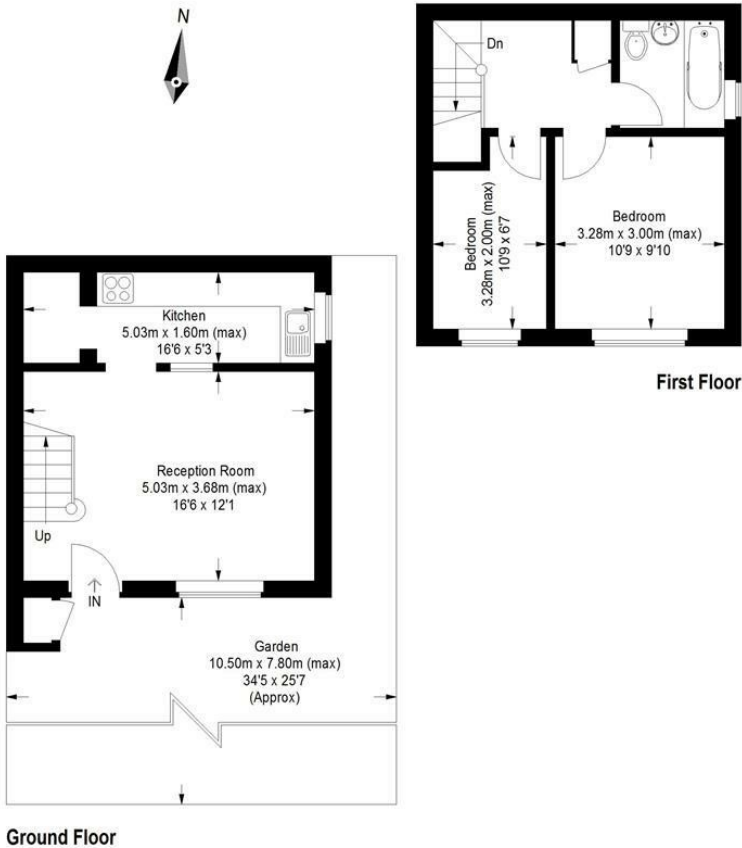 N
Dn
Bedroom
3.28m x 2.00m (max)
10'9 x 6'7
Bedroom
3.28m x 3.00m (max)
10'9 x 9'10
First Floor
Kitchen
5.03m x 1.60m (max)
16'6 x 5'3
Reception Room
5.03m x 3.68m (max)
16'6 x 12'1
Up
IN
Garden
10.50m x 7.80m (max)
34'5 x 25'7
(Approx)
Ground Floor